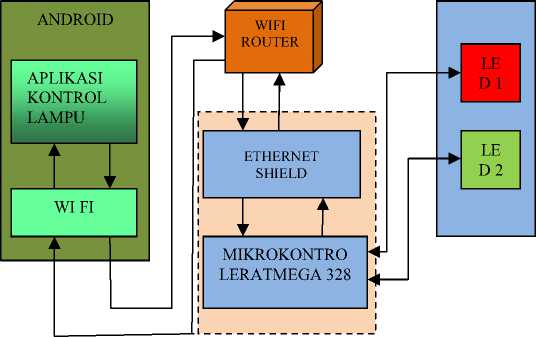 ANDROID
APLIKASI
KONTROL
LAMPU
WI FI
WIFI
ROUTER
ETHERNET
SHIELD
MIKROKONTRO
LERATMEGA 328
LE
D 1
LE
D 2